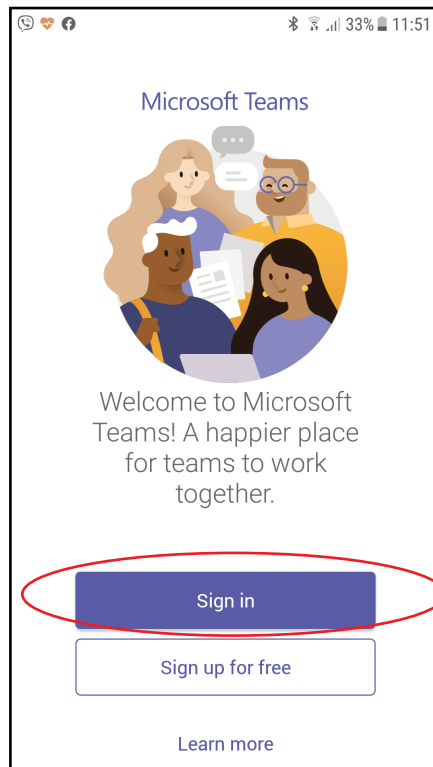 33% 11:51
Microsoft Teams
Welcome to Microsoft
Teams! A happier place
for teams to work
together.
Sign in
Sign up for free
Learn more